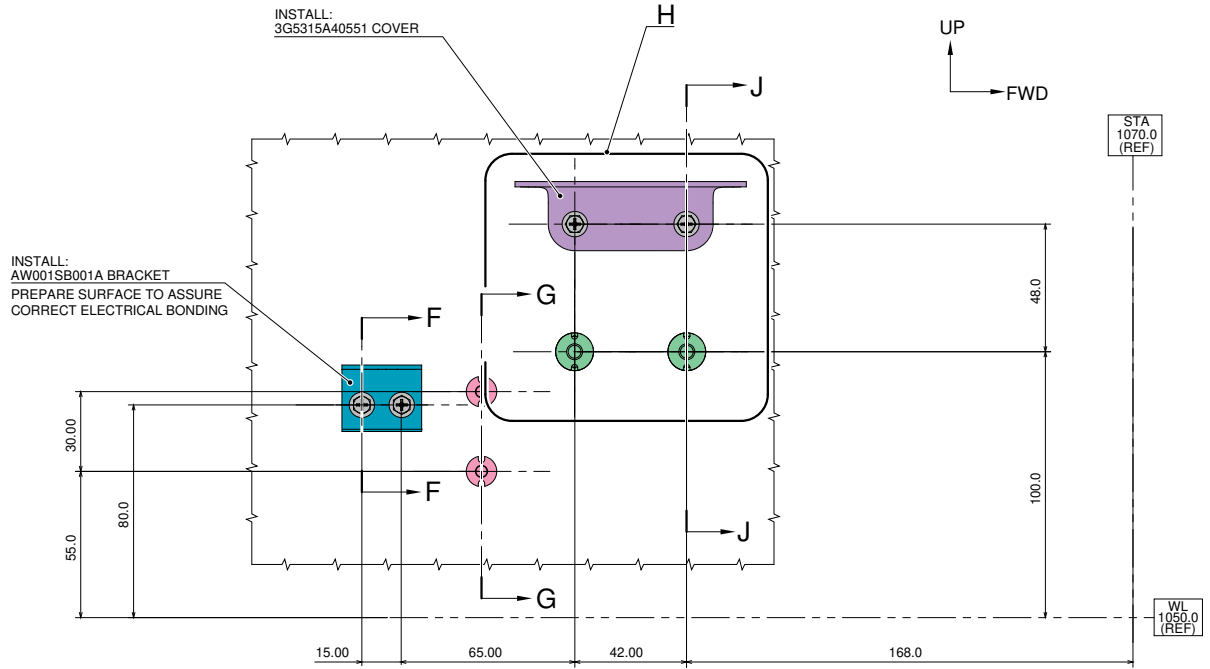 INSTALL:
3G5315A40551 COVER
H
UP
FWD
J
STA
1070.0
(REF)
INSTALL:
AW001SB001A BRACKET
PREPARE SURFACE TO ASSURE
CORRECT ELECTRICAL BONDING
G
F
48.0
30.00
80.0
55.0
F
100.0
J
G
WL
1050.0
(REF)
15.00
65.00
42.00
168.0